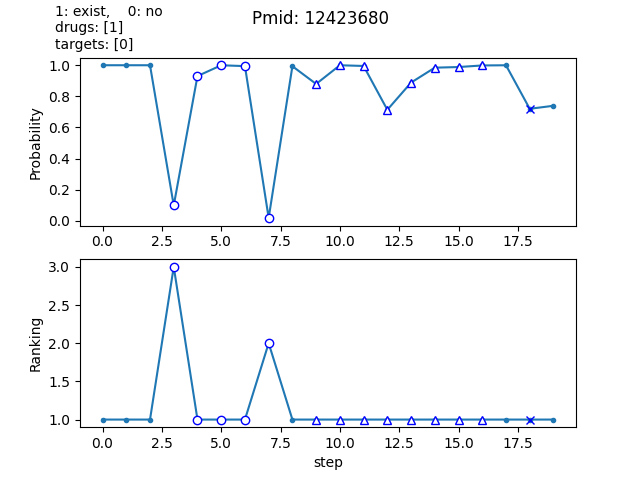 1: exist,    0: no
Pmid: 12423680
drugs: [1]
targets: [0]
1.0
0.8
0.6
0.4
0.2
0.0
Probability
0.0 2.5 5.0 7.5 10.0 12.5 15.0 17.5
3.0
2.5
2.0
1.5
1.0
Ranking
0.0 2.5 5.0 7.5 10.0 12.5 15.0 17.5
step